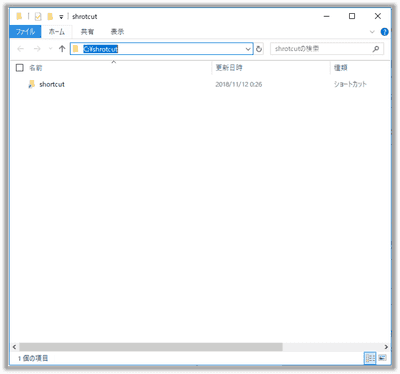 shrotcut
ファイル ホーム 共有 表示
C:¥shrotcut
shrotcutの検索
名前 更新日時 種類
shortcut 2018/11/12 0:26 ショートカット
1 個の項目